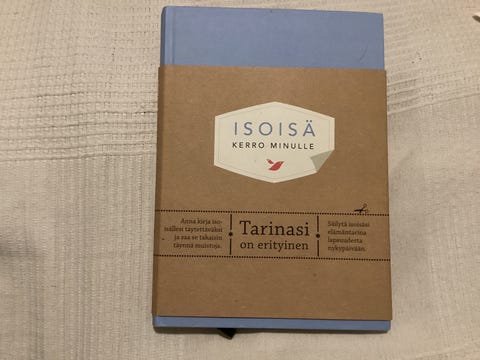 ISOISÄ
KERRO MINULLE
Anna kirja iso-
isällesi täytettäväksi
ja saa se takaisin
täynnä muistoja.
Tarinasi
on erityinen
Säilytä isoisäsi
elämäntarina
lapsuudesta
nykypäivään.